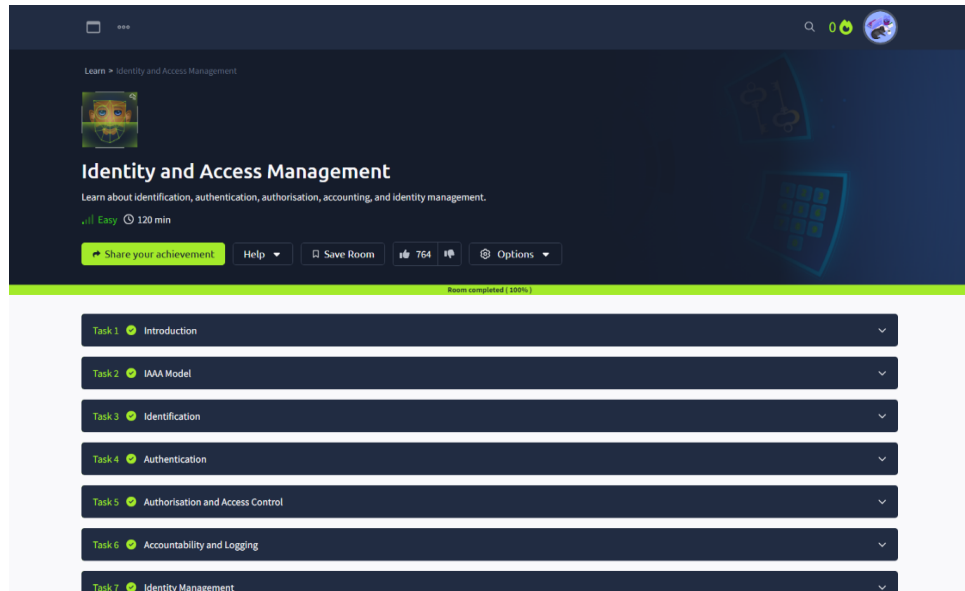 0
Learn > Identity and Access Management
Identity and Access Management
Learn about identification, authentication, authorisation, accounting, and identity management.
Easy 120 min
Share your achievement Help Save Room 764 Options
Room completed ( 100% )
Task 1 Introduction
Task 2 IAAA Model
Task 3 Identification
Task 4 Authentication
Task 5 Authorisation and Access Control
Task 6 Accountability and Logging
Task 7 Identity Management